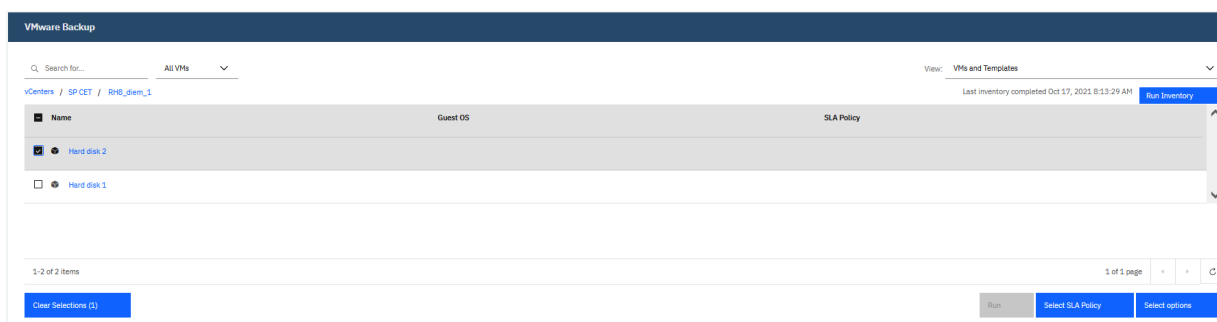 VMware Backup
Search for... All VMs View: VMs and Templates
vCenters / SP CET / RH8_diem_1 Last inventory completed Oct 17, 2021 8:13:29 AM Run Inventory
Name Guest OS SLA Policy
Hard disk 2
Hard disk 1
1-2 of 2 items 1 of 1 page
Clear Selections (1) Run Select SLA Policy Select options